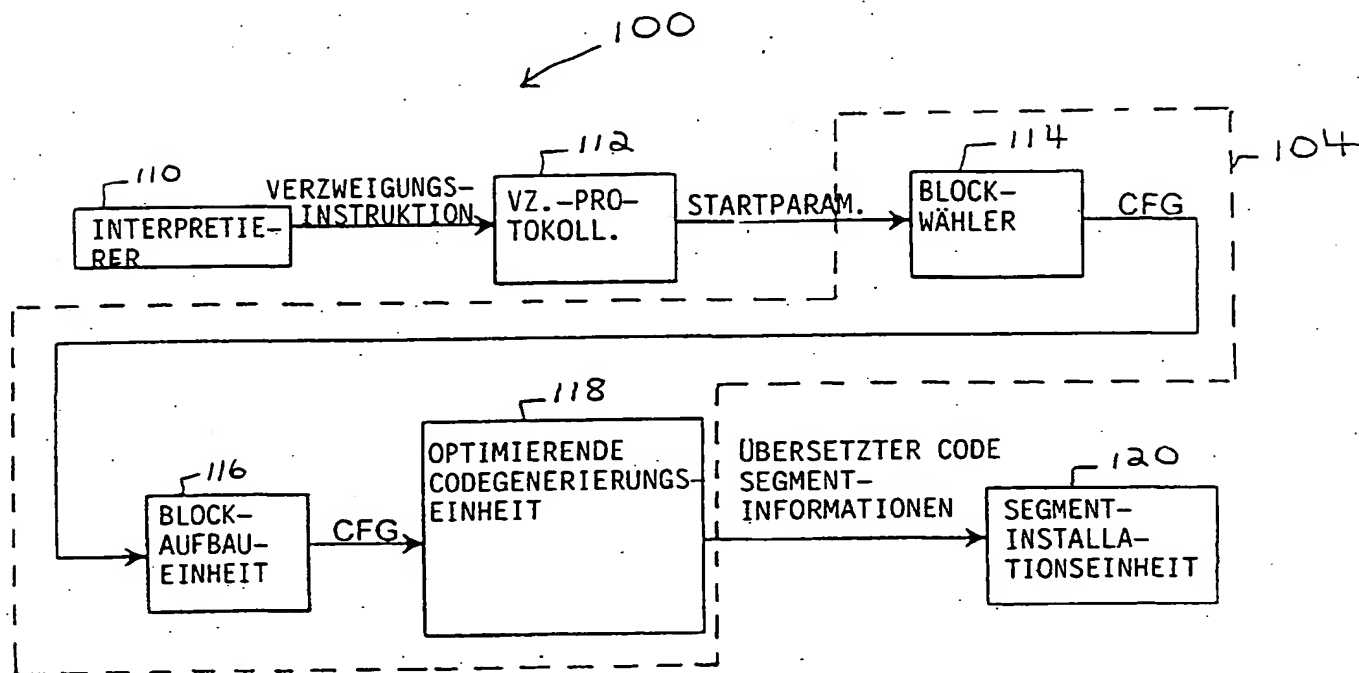 100
104
110
INTERPRETIE-
RER
VERZWEIGUNGS-
INSTRUKTION
112
VZ.-PRO-
TOKOLL.
STARTPARAM.
114
BLOCK-
WÄHLER
CFG
116
BLOCK-
AUFBAU-
EINHEIT
CFG
118
OPTIMIERENDE
CODEGENERIERUNGS-
EINHEIT
ÜBERSETZTER CODE
SEGMENT-
INFORMATIONEN
120
SEGMENT-
INSTALLA-
TIONSEINHEIT